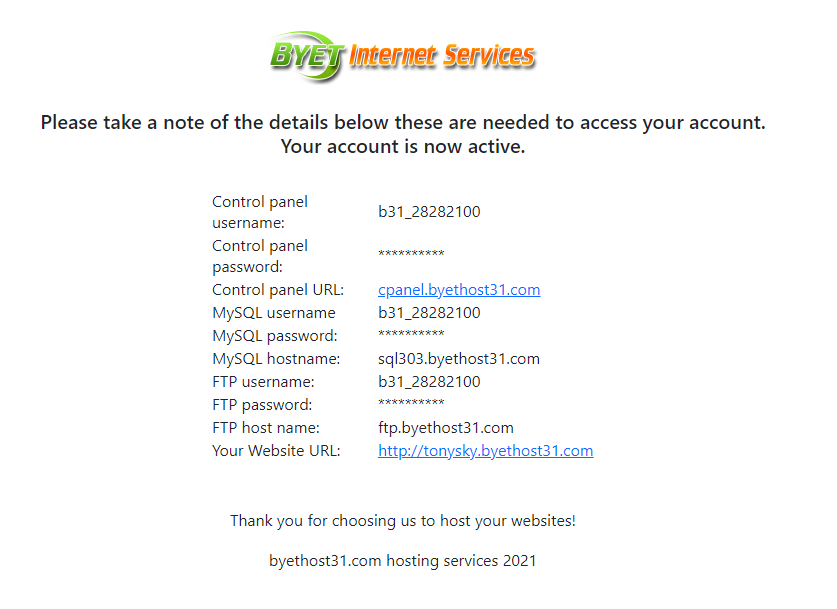 BYET Internet Services
Please take a note of the details below these are needed to access your account.
Your account is now active.
Control panel username: b31_28282100
Control panel password: **********
Control panel URL: cpanel.byethost31.com
MySQL username b31_28282100
MySQL password: **********
MySQL hostname: sql303.byethost31.com
FTP username: b31_28282100
FTP password: **********
FTP host name: ftp.byethost31.com
Your Website URL: http://tonysky.byethost31.com
Thank you for choosing us to host your websites!
byethost31.com hosting services 2021